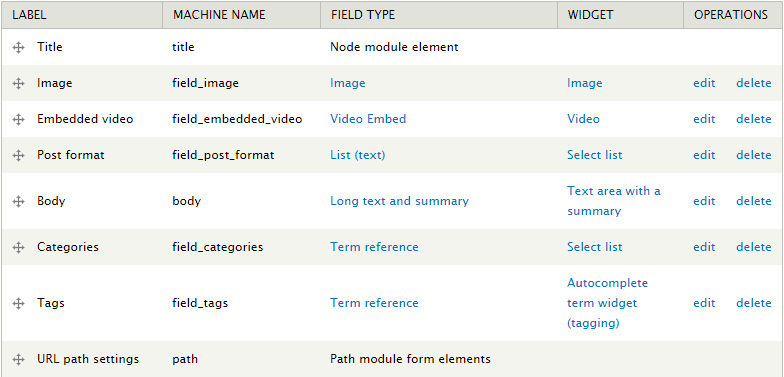 LABEL MACHINE NAME FIELD TYPE WIDGET OPERATIONS
Title title Node module element
Image field_image Image Image edit delete
Embedded video field_embedded_video Video Embed Video edit delete
Post format field_post_format List (text) Select list edit delete
Body body Long text and summary Text area with a summary edit delete
Categories field_categories Term reference Select list edit delete
Tags field_tags Term reference Autocomplete term widget (tagging) edit delete
URL path settings path Path module form elements